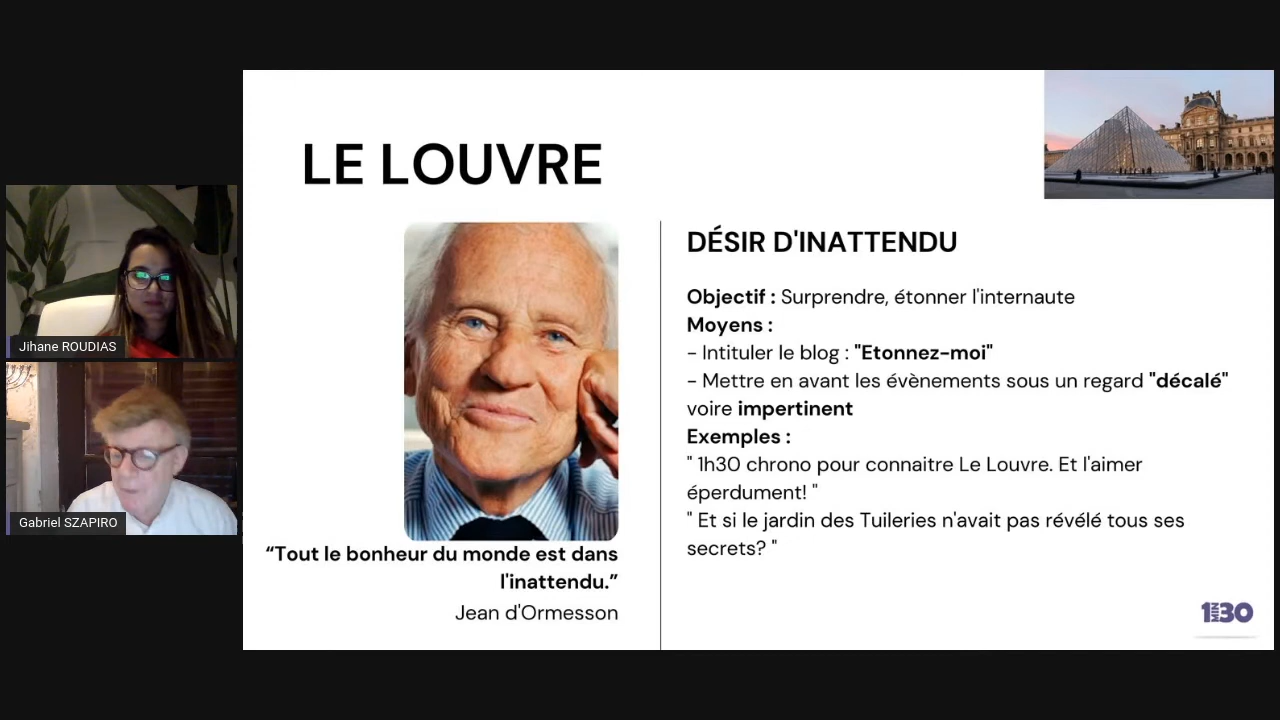 LE LOUVRE
DÉSIR D'INATTENDU
Objectif : Surprendre, étonner l'internaute
Moyens :
- Intituler le blog : "Etonnez-moi"
- Mettre en avant les évènements sous un regard "décalé"
voire impertinent
Exemples :
" 1h30 chrono pour connaitre Le Louvre. Et l'aimer
éperdument! "
" Et si le jardin des Tuileries n'avait pas révélé tous ses
secrets? "
“Tout le bonheur du monde est dans
l'inattendu.”
Jean d'Ormesson
1MIN30
Jihane ROUDIAS
Gabriel SZAPIRO